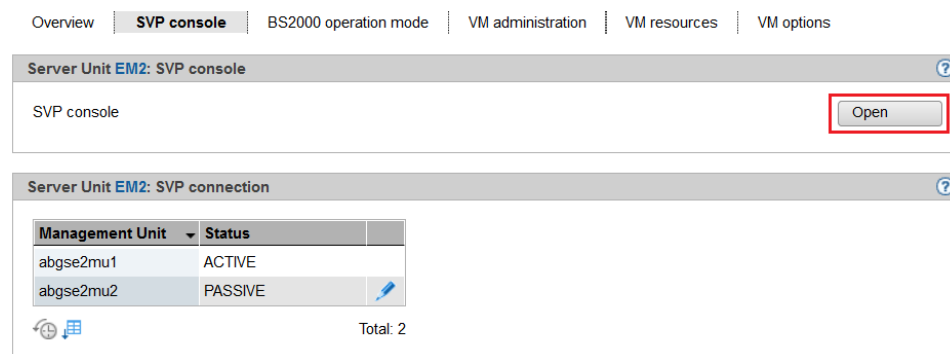 Overview SVP console BS2000 operation mode VM administration VM resources VM options
Server Unit EM2: SVP console
SVP console Open
Server Unit EM2: SVP connection
Management Unit Status
abgse2mu1 ACTIVE
abgse2mu2 PASSIVE
Total: 2